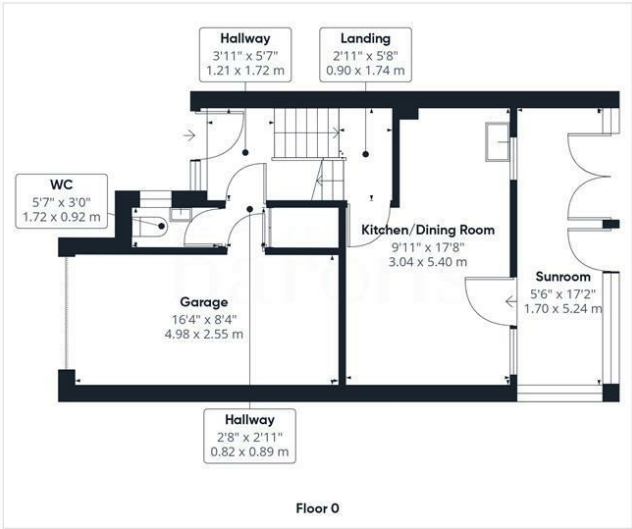 Hallway
3'11" x 5'7"
1.21 x 1.72 m
Landing
2'11" x 5'8"
0.90 x 1.74 m
WC
5'7" x 3'0"
1.72 x 0.92 m
Kitchen/Dining Room
9'11" x 17'8"
3.04 x 5.40 m
Sunroom
5'6" x 17'2"
1.70 x 5.24 m
Garage
16'4" x 8'4"
4.98 x 2.55 m
Hallway
2'8" x 2'11"
0.82 x 0.89 m
Floor 0